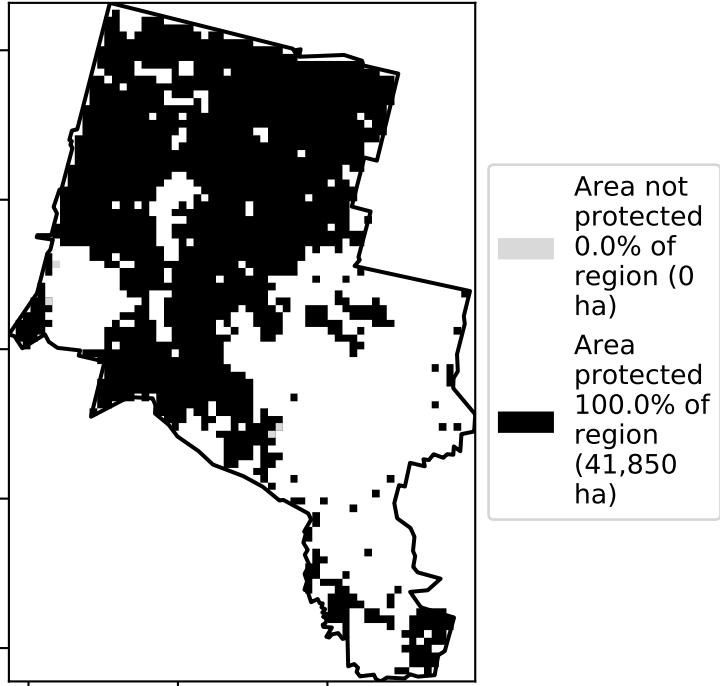 Area not
protected
0.0% of
region (0
ha)
Area
protected
100.0% of
region
(41,850
ha)